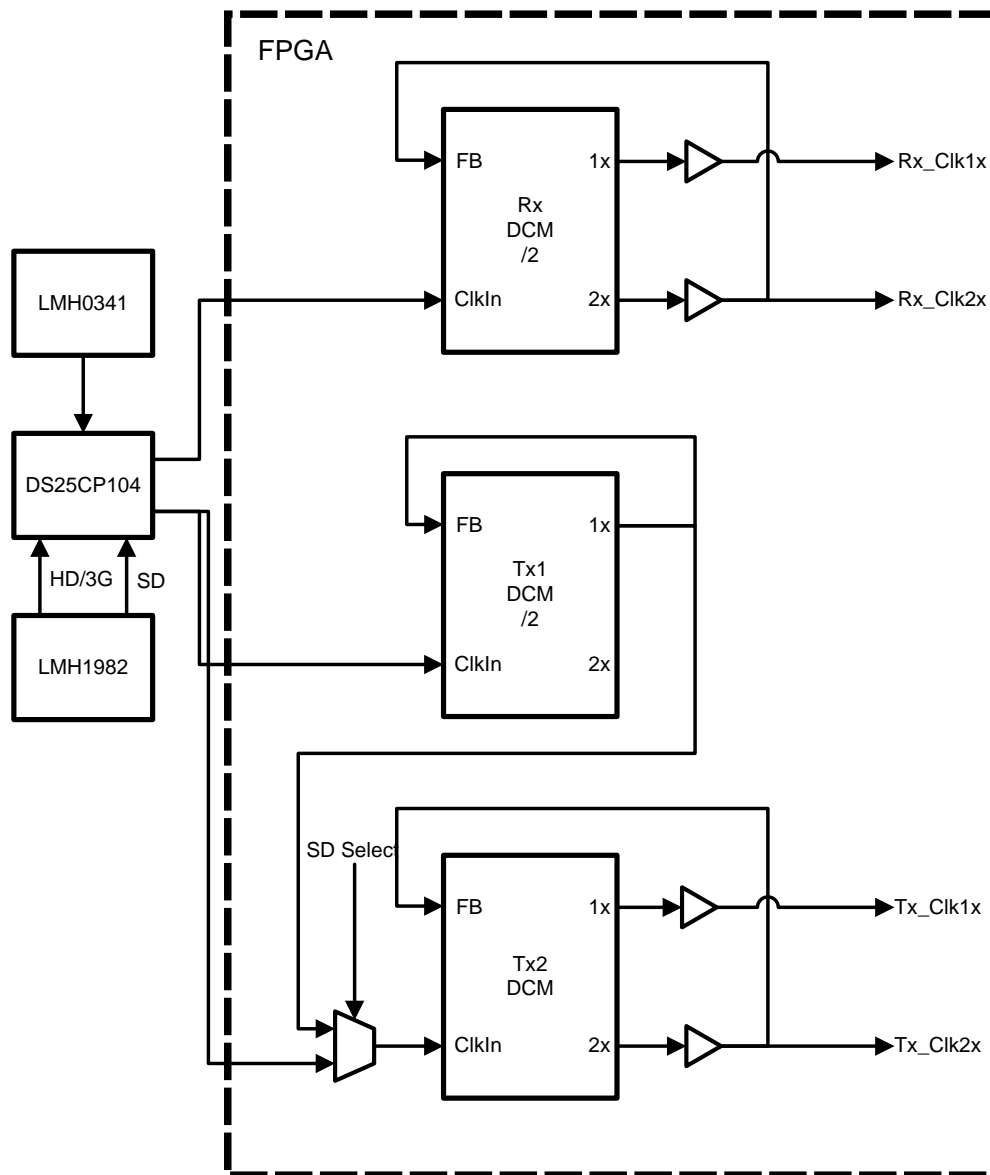 FPGA
FB
1x
Rx_Clk1x
Rx
DCM
/2
LMH0341
ClkIn
2x
Rx_Clk2x
DS25CP104
FB
1x
HD/3G
SD
Tx1
DCM
/2
LMH1982
ClkIn
2x
SD Select
FB
1x
Tx_Clk1x
Tx2
DCM
ClkIn
2x
Tx_Clk2x